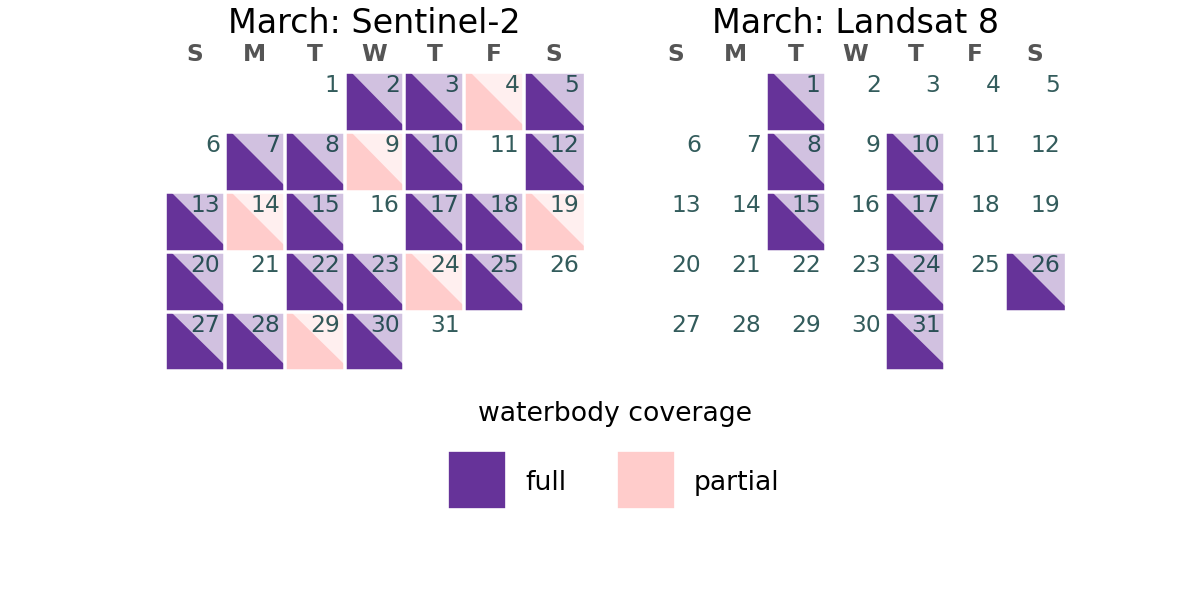 March: Sentinel-2
S M T W T F S
1 2 3 4 5
6 7 8 9 10 11 12
13 14 15 16 17 18 19
20 21 22 23 24 25 26
27 28 29 30 31
March: Landsat 8
S M T W T F S
1 2 3 4 5
6 7 8 9 10 11 12
13 14 15 16 17 18 19
20 21 22 23 24 25 26
27 28 29 30 31
waterbody coverage
full
partial